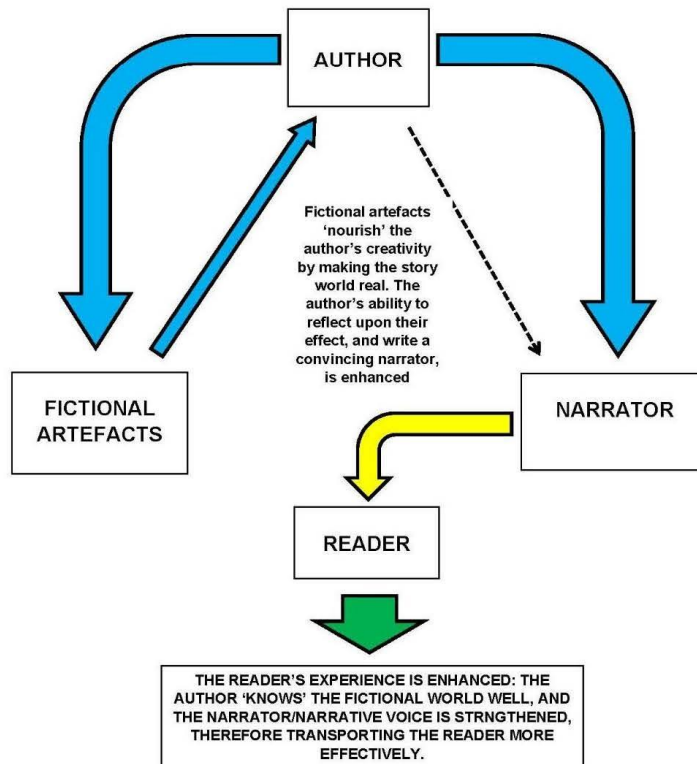 AUTHOR
Fictional artefacts
‘nourish’ the
author’s creativity
by making the story
world real. The
author’s ability to
reflect upon their
effect, and write a
convincing narrator,
is enhanced
FICTIONAL
ARTEFACTS
NARRATOR
READER
THE READER’S EXPERIENCE IS ENHANCED: THE
AUTHOR ‘KNOWS’ THE FICTIONAL WORLD WELL, AND
THE NARRATOR/NARRATIVE VOICE IS STRNGTHENED,
THEREFORE TRANSPORTING THE READER MORE
EFFECTIVELY.